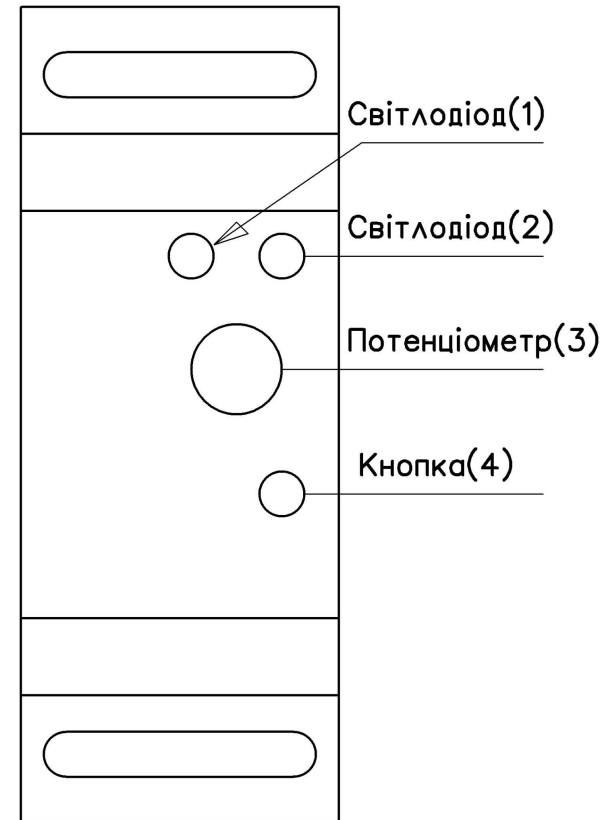 Світлодіод(1)
Світлодіод(2)
Потенціометр(3)
Кнопка(4)